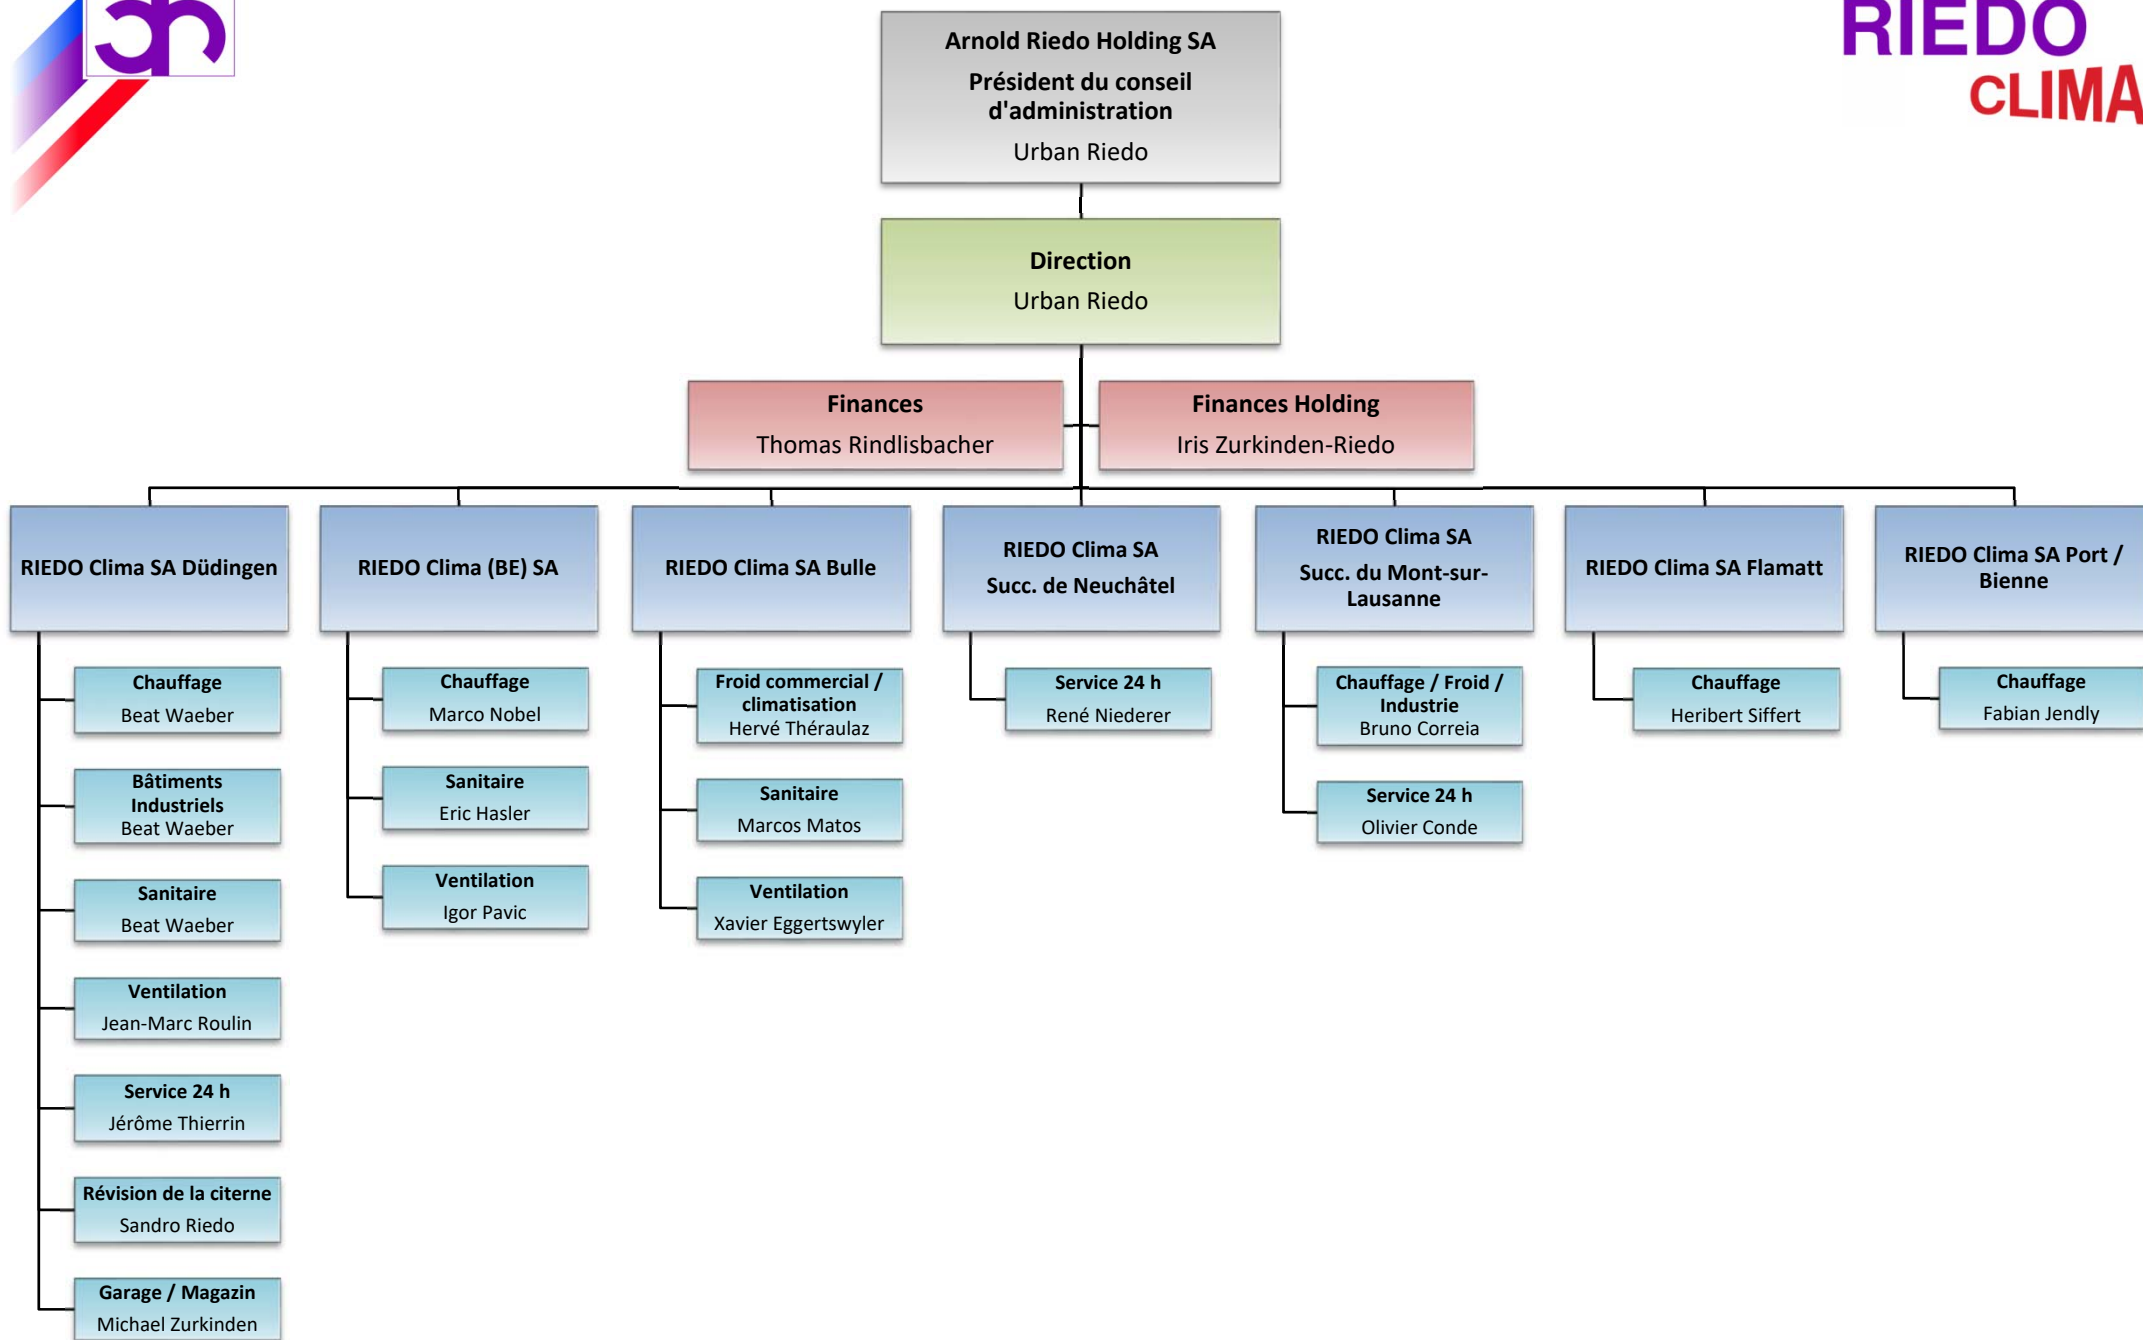 RIEDO
CLIMA
Arnold Riedo Holding SA
Président du conseil
d'administration
Urban Riedo
Direction
Urban Riedo
Finances
Thomas Rindlisbacher
Finances Holding
Iris Zurkinden-Riedo
RIEDO Clima SA Düdingen
Chauffage
Beat Waeber
Bâtiments
Industriels
Beat Waeber
Sanitaire
Beat Waeber
Ventilation
Jean-Marc Roulin
Service 24 h
Jérôme Thierrin
Révision de la citerne
Sandro Riedo
Garage / Magazin
Michael Zurkinden
RIEDO Clima (BE) SA
Chauffage
Marco Nobel
Sanitaire
Eric Hasler
Ventilation
Igor Pavic
RIEDO Clima SA Bulle
Froid commercial /
climatisation
Hervé Théraulaz
Sanitaire
Marcos Matos
Ventilation
Xavier Eggertswyler
RIEDO Clima SA
Succ. de Neuchâtel
Service 24 h
René Niederer
RIEDO Clima SA
Succ. du Mont-sur-
Lausanne
Chauffage / Froid /
Industrie
Bruno Correia
Service 24 h
Olivier Conde
RIEDO Clima SA Flamatt
Chauffage
Heribert Siffert
RIEDO Clima SA Port /
Bienne
Chauffage
Fabian Jendly